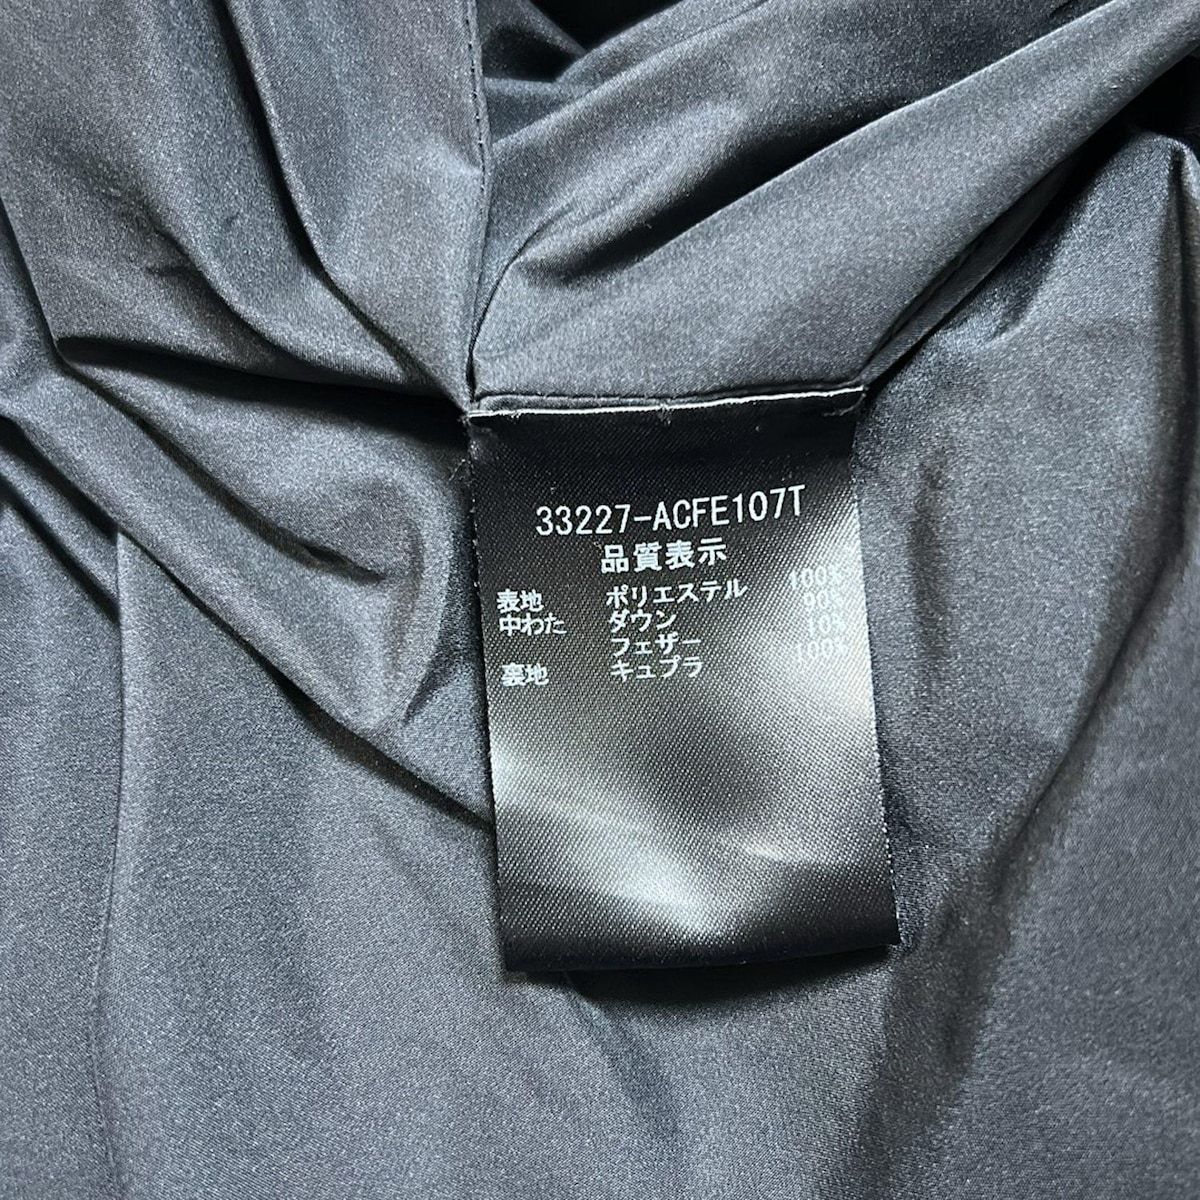 33227-ACFE107T
品質表示
表地 ポリエステル 100%
中わた ダウン 90%
フェザー 10%
裏地 キュプラ 100%